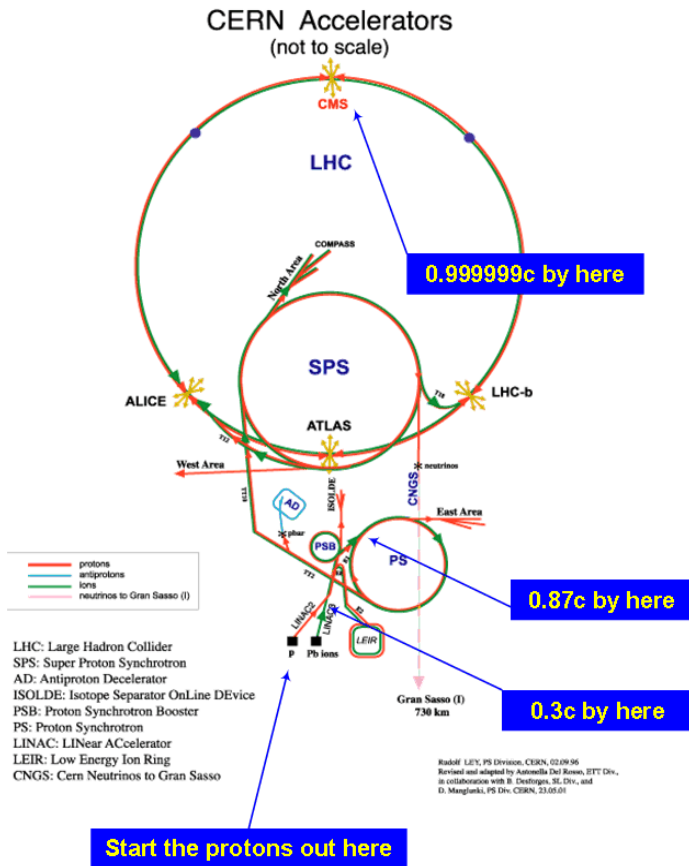 CERN Accelerators
(not to scale)
CMS
LHC
COMPASS
North Area
0.999999c by here
SPS
ALICE
ATLAS
LHC-b
TI8
TI2
West Area
neutrinos
CNGS
TT10
AD
ISOLDE
East Area
pbar
PSB
PS
TT2
E2
LINAC2
LINAC3
P
Pb ions
LEIR
protons
antiprotons
ions
neutrinos to Gran Sasso (I)
0.87c by here
0.3c by here
Gran Sasso (I)
730 km
LHC: Large Hadron Collider
SPS: Super Proton Synchrotron
AD: Antiproton Decelerator
ISOLDE: Isotope Separator OnLine DEvice
PSB: Proton Synchrotron Booster
PS: Proton Synchrotron
LINAC: LINear ACcelerator
LEIR: Low Energy Ion Ring
CNGS: Cern Neutrinos to Gran Sasso
Rudolf LEY, PS Division, CERN, 02.09.96
Revised and adapted by Antonella Del Rosso, ETT Div.,
in collaboration with B. Desforges, SL Div., and
D. Manglunki, PS Div. CERN, 23.05.01
Start the protons out here